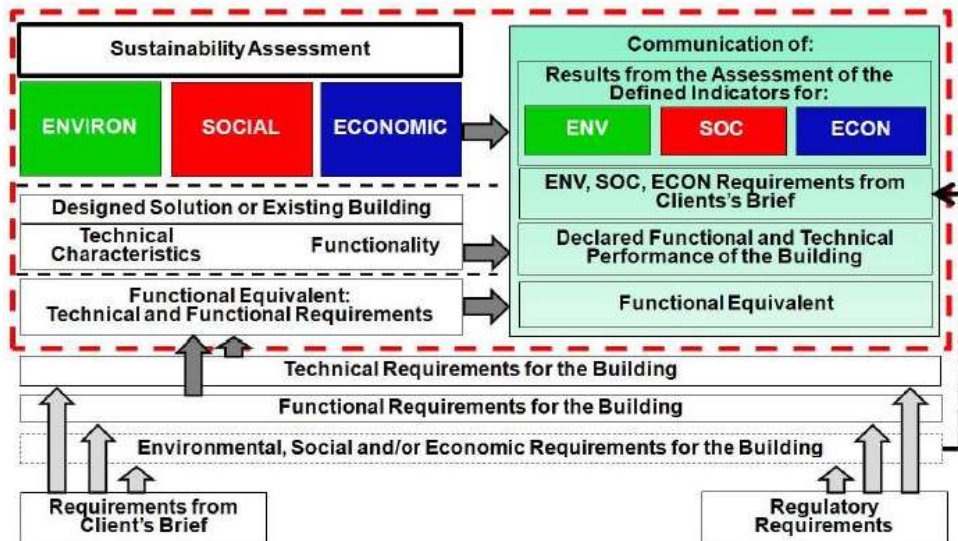 Sustainability Assessment
ENVIRON
SOCIAL
ECONOMIC
Designed Solution or Existing Building
Technical
Characteristics
Functionality
Functional Equivalent:
Technical and Functional Requirements
Communication of:
Results from the Assessment of the
Defined Indicators for:
ENV
SOC
ECON
ENV, SOC, ECON Requirements from
Clients's Brief
Declared Functional and Technical
Performance of the Building
Functional Equivalent
Technical Requirements for the Building
Functional Requirements for the Building
Environmental, Social and/or Economic Requirements for the Building
Requirements from
Client's Brief
Regulatory
Requirements